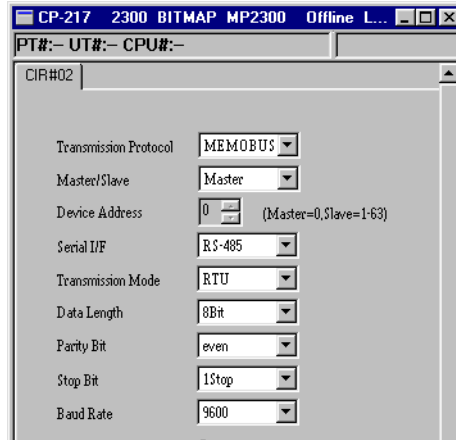 CP-217 2300 BITMAP MP2300 Offline L...
PT#:– UT#:– CPU#:–
CIR#02
Transmission Protocol MEMOBUS
Master/Slave Master
Device Address 0 (Master=0,Slave=1-63)
Serial I/F RS-485
Transmission Mode RTU
Data Length 8Bit
Parity Bit even
Stop Bit 1Stop
Baud Rate 9600